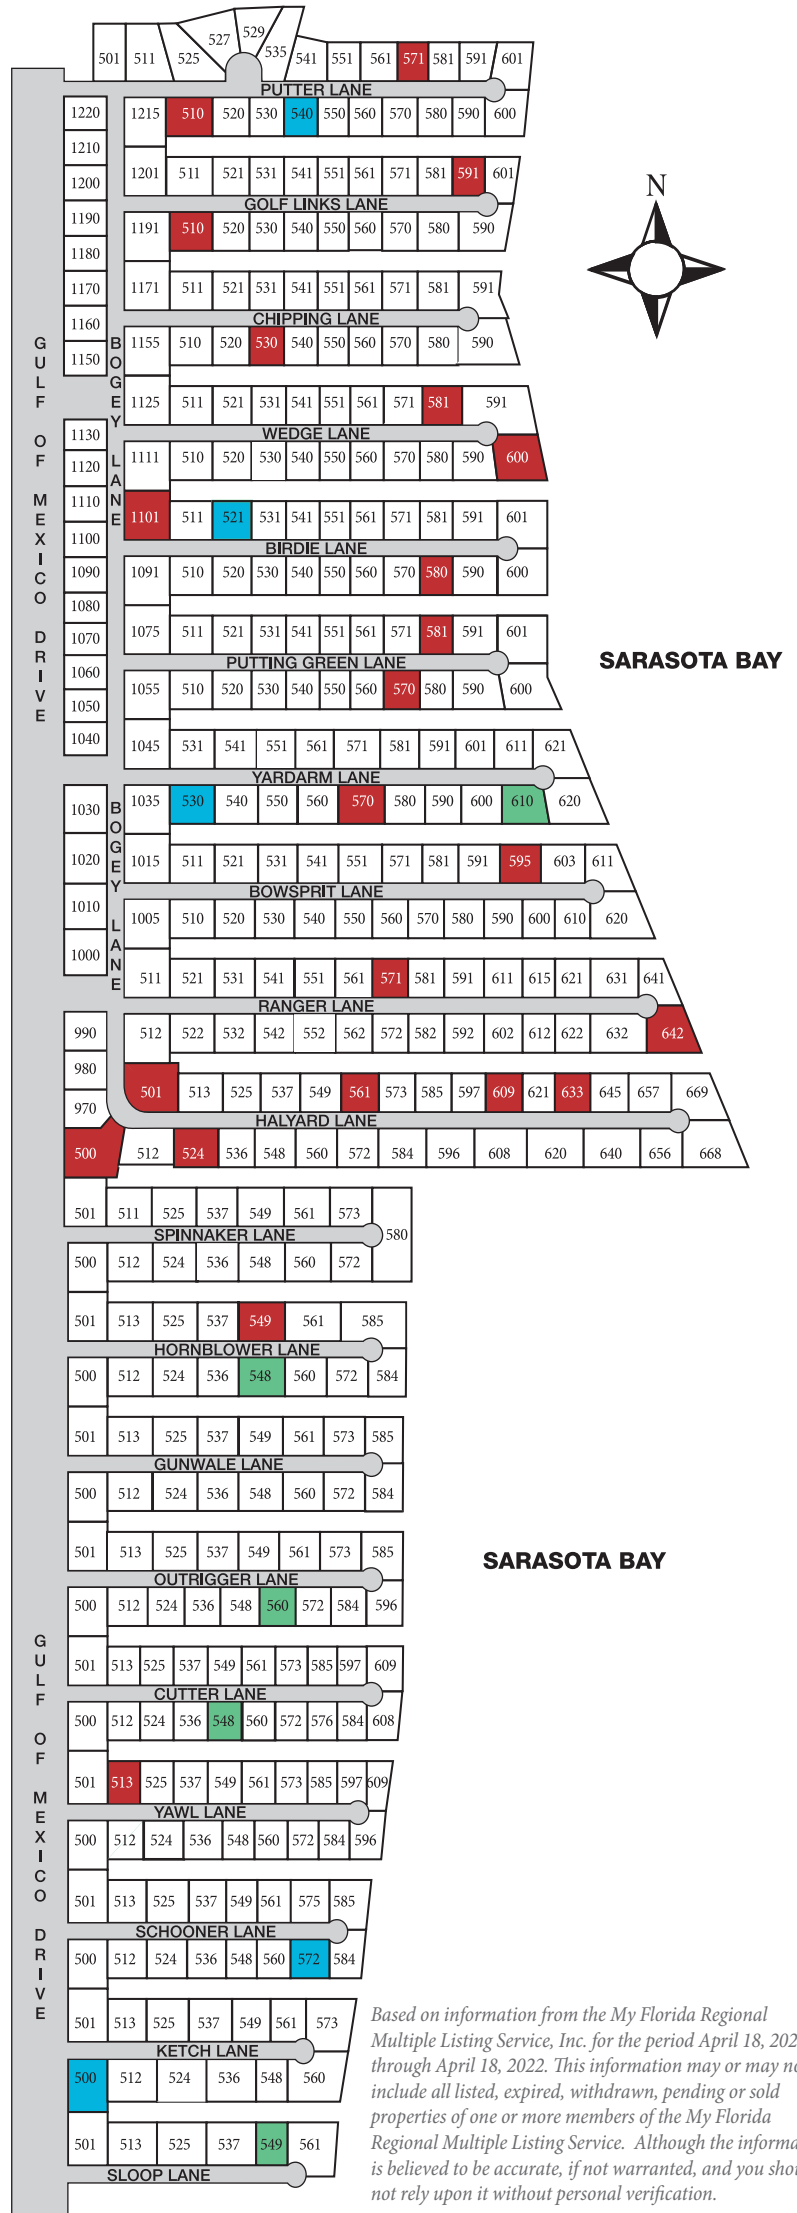 501 511 525 527 529 535 541 551 561 571 581 591 601
PUTTER LANE
1220 1215 510 520 530 540 550 560 570 580 590 600
1210
1200 1201 511 521 531 541 551 561 571 581 591 601
GOLF LINKS LANE
1190 1191 510 520 530 540 550 560 570 580 590
1180
1170 1171 511 521 531 541 551 561 571 581 591
CHIPPING LANE
1160
1150 1155 510 520 530 540 550 560 570 580 590
GULF OF MEXICO DRIVE
BOGEY LANE
N
1125 511 521 531 541 551 561 571 581 591
WEDGE LANE
1130
1120 1111 510 520 530 540 550 560 570 580 590 600
1110
1100 1101 511 521 531 541 551 561 571 581 591 601
BIRDIE LANE
1090 1091 510 520 530 540 550 560 570 580 590 600
1080
1070 1075 511 521 531 541 551 561 571 581 591 601
PUTTING GREEN LANE
SARASOTA BAY
1060
1050 1055 510 520 530 540 550 560 570 580 590 600
1040 1045 531 541 551 561 571 581 591 601 611 621
YARDARM LANE
1030 1035 530 540 550 560 570 580 590 600 610 620
BOGEY LANE
1020 1015 511 521 531 541 551 571 581 591 595 603 611
BOWSPRIT LANE
1010 1005 510 520 530 540 550 560 570 580 590 600 610 620
1000
511 521 531 541 551 561 571 581 591 611 615 621 631 641
RANGER LANE
990 512 522 532 542 552 562 572 582 592 602 612 622 632 642
980
970 501 513 525 537 549 561 573 585 597 609 621 633 645 657 669
HALYARD LANE
500 512 524 536 548 560 572 584 596 608 620 640 656 668
501 511 525 537 549 561 573 580
SPINNAKER LANE
500 512 524 536 548 560 572
501 513 525 537 549 561 585
HORNBLOWER LANE
500 512 524 536 548 560 572 584
501 513 525 537 549 561 573 585
GUNWALE LANE
500 512 524 536 548 560 572 584
501 513 525 537 549 561 573 585
OUTRIGGER LANE
SARASOTA BAY
500 512 524 536 548 560 572 584 596
GULF OF MEXICO DRIVE
501 513 525 537 549 561 573 585 597 609
CUTTER LANE
500 512 524 536 548 560 572 576 584 608
501 513 525 537 549 561 573 585 597 609
YAWL LANE
500 512 524 536 548 560 572 584 596
501 513 525 537 549 561 575 585
SCHOONER LANE
500 512 524 536 548 560 572 584
501 513 525 537 549 561 573
KETCH LANE
500 512 524 536 548 560
501 513 525 537 549 561
SLOOP LANE
Based on information from the My Florida Regional
Multiple Listing Service, Inc. for the period April 18, 202
through April 18, 2022. This information may or may no
include all listed, expired, withdrawn, pending or sold
properties of one or more members of the My Florida
Regional Multiple Listing Service. Although the informa
is believed to be accurate, if not warranted, and you sho
not rely upon it without personal verification.